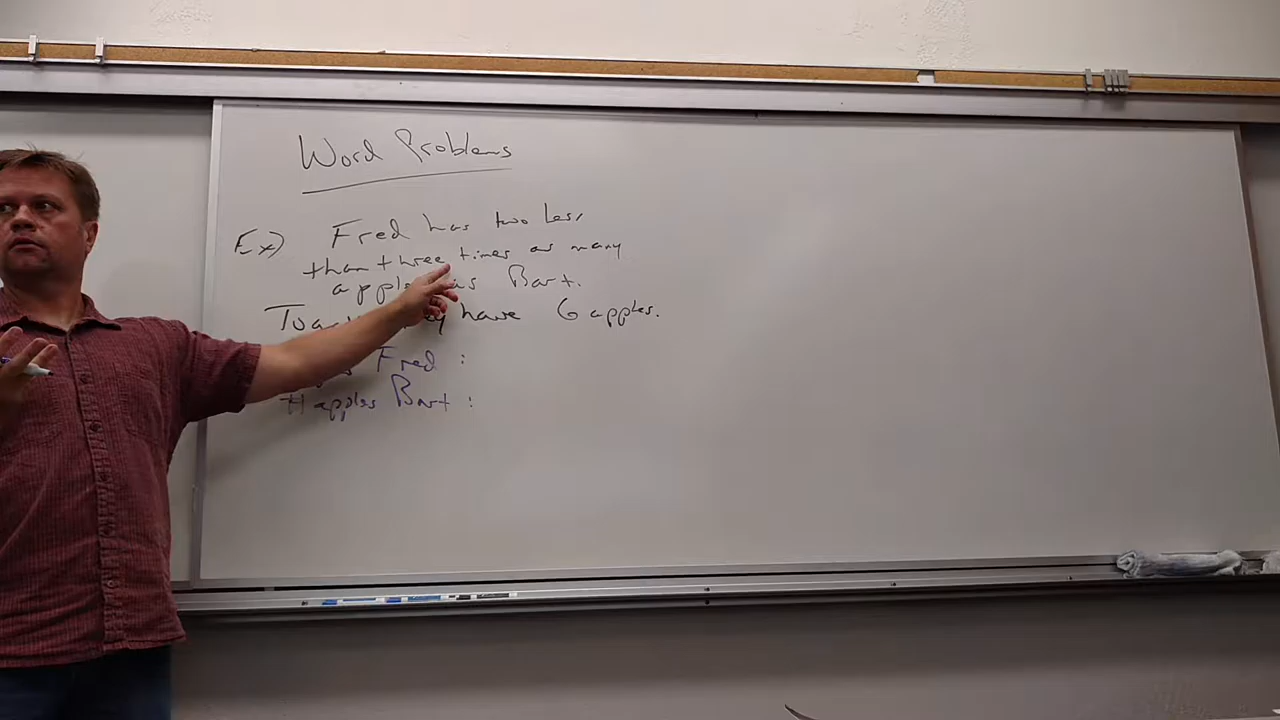 Word Problems
Ex) Fred has two less
than three times as many
apples as Bart.
have 6 apples.
Fred :
# apples Bart :